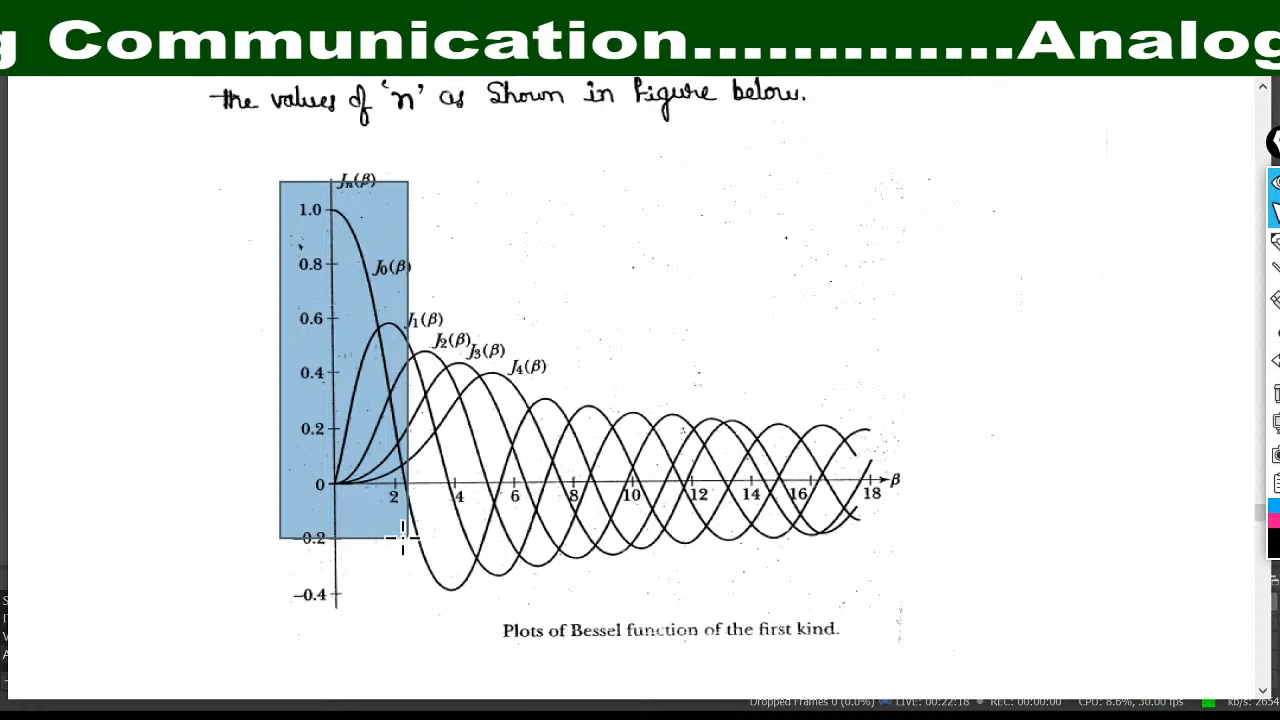 g Communication.............Analog
the values of 'n' as Shown in Figure below.
Jn(β)
1.0
J0(β)
0.8
J1(β)
0.6
J2(β)
J3(β)
J4(β)
0.4
0.2
0
β
2 4 6 8 10 12 14 16 18
0.2
−0.4
Plots of Bessel function of the first kind.
Dropped Frames 0 (0.0%) LIVE: 00:22:18 REC: 00:00:00 CPU: 8.6%, 30.00 fps kb/s: 2654